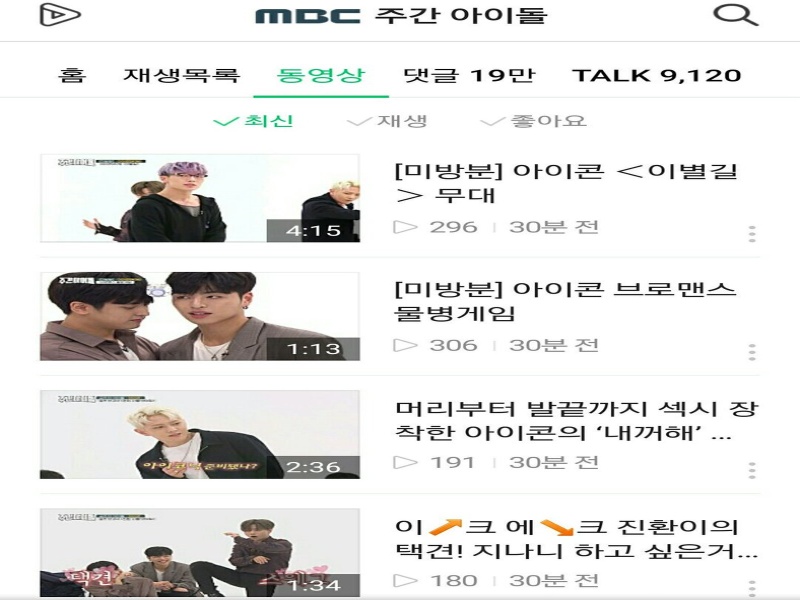 MBC 주간 아이돌
홈 재생목록 동영상 댓글 19만 TALK 9,120
최신 재생 좋아요
[미방분] 아이콘 <이별길
> 무대
296 30분 전
4:15
[미방분] 아이콘 브로맨스
물병게임
306 30분 전
1:13
머리부터 발끝까지 섹시 장
착한 아이콘의 '내꺼해' ...
191 30분 전
2:36
이↗크 에↘크 진환이의
택견! 지나니 하고 싶은거...
180 30분 전
택견
1:34